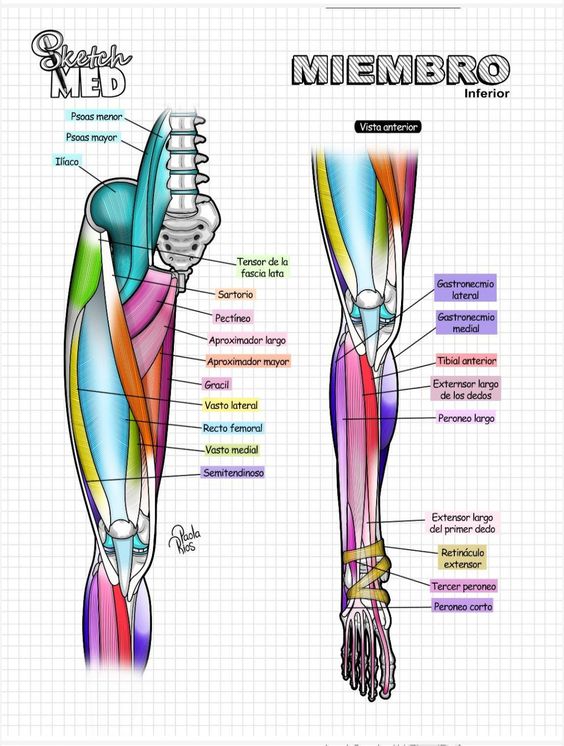 Sketch
MED
MIEMBRO
Inferior
Vista anterior
Psoas menor
Psoas mayor
Ilíaco
Tensor de la
fascia lata
Sartorio
Pectíneo
Aproximador largo
Aproximador mayor
Gracil
Vasto lateral
Recto femoral
Vasto medial
Semitendinoso
Paola
Rios
Gastronecmio
lateral
Gastronecmio
medial
Tibial anterior
Externsor largo
de los dedos
Peroneo largo
Extensor largo
del primer dedo
Retináculo
extensor
Tercer peroneo
Peroneo corto